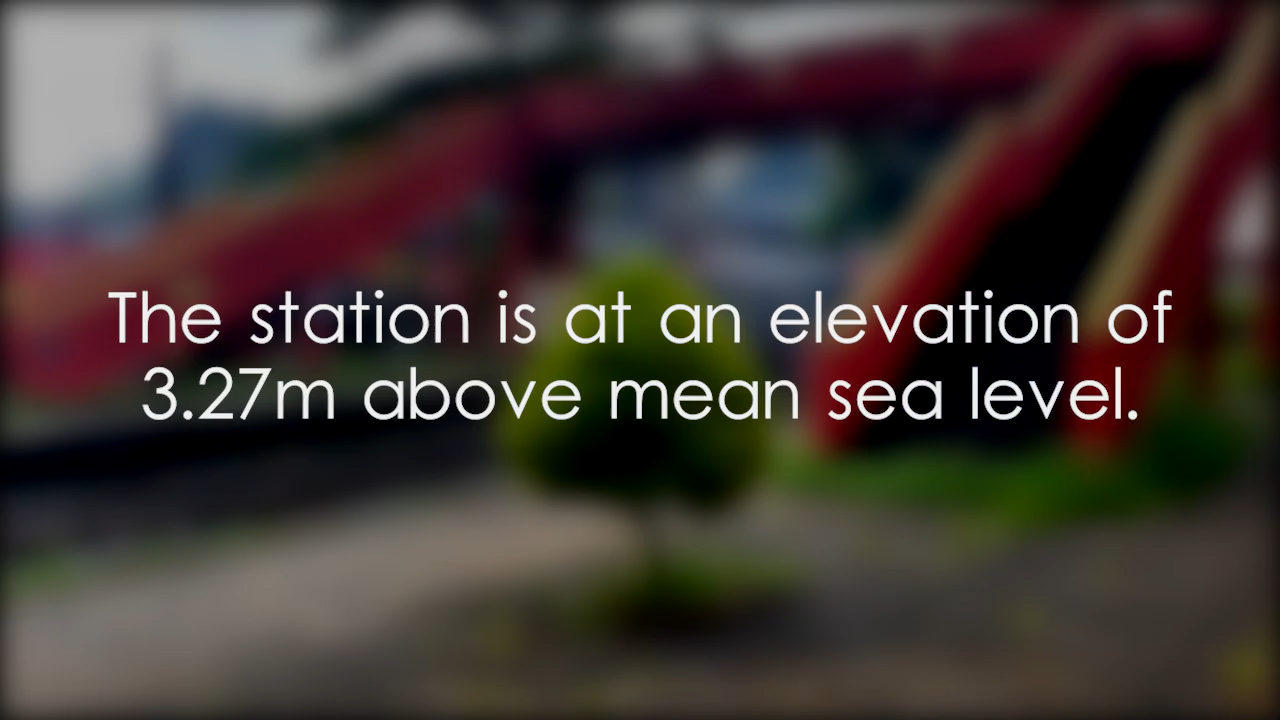 The station is at an elevation of
3.27m above mean sea level.